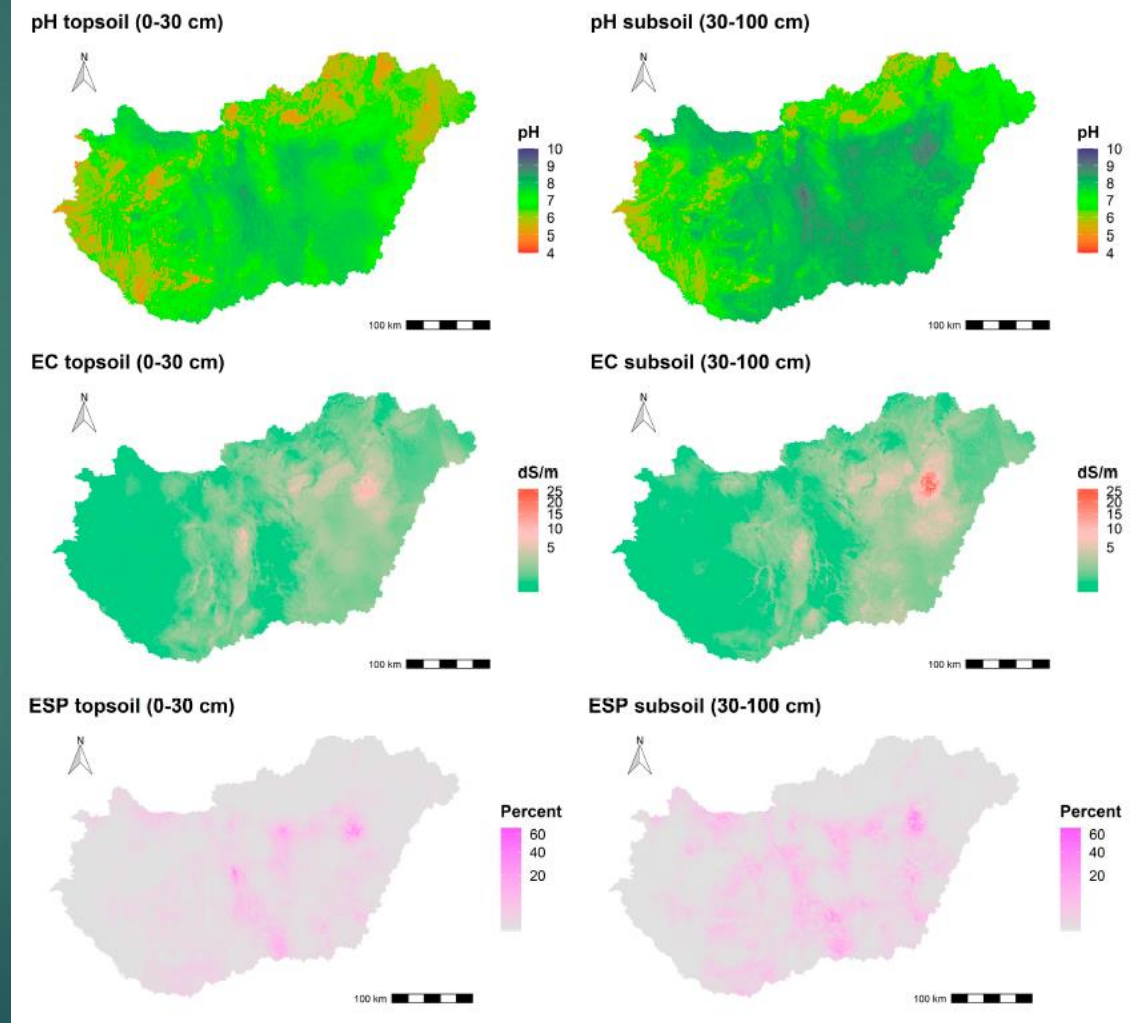 pH topsoil (0-30 cm)
N
pH
10
9
8
7
6
5
4
100 km
pH subsoil (30-100 cm)
N
pH
10
9
8
7
6
5
4
100 km
EC topsoil (0-30 cm)
N
dS/m
25
20
15
10
5
100 km
EC subsoil (30-100 cm)
N
dS/m
25
20
15
10
5
100 km
ESP topsoil (0-30 cm)
N
Percent
60
40
20
100 km
ESP subsoil (30-100 cm)
N
Percent
60
40
20
100 km